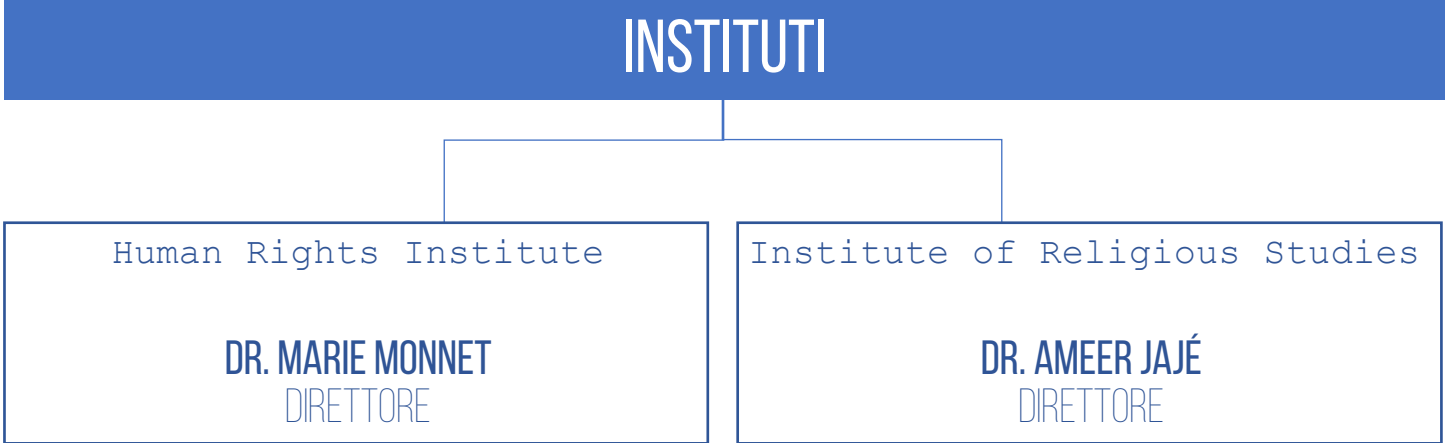 INSTITUTI
Human Rights Institute
DR. MARIE MONNET
DIRETTORE
Institute of Religious Studies
DR. AMEER JAJÉ
DIRETTORE